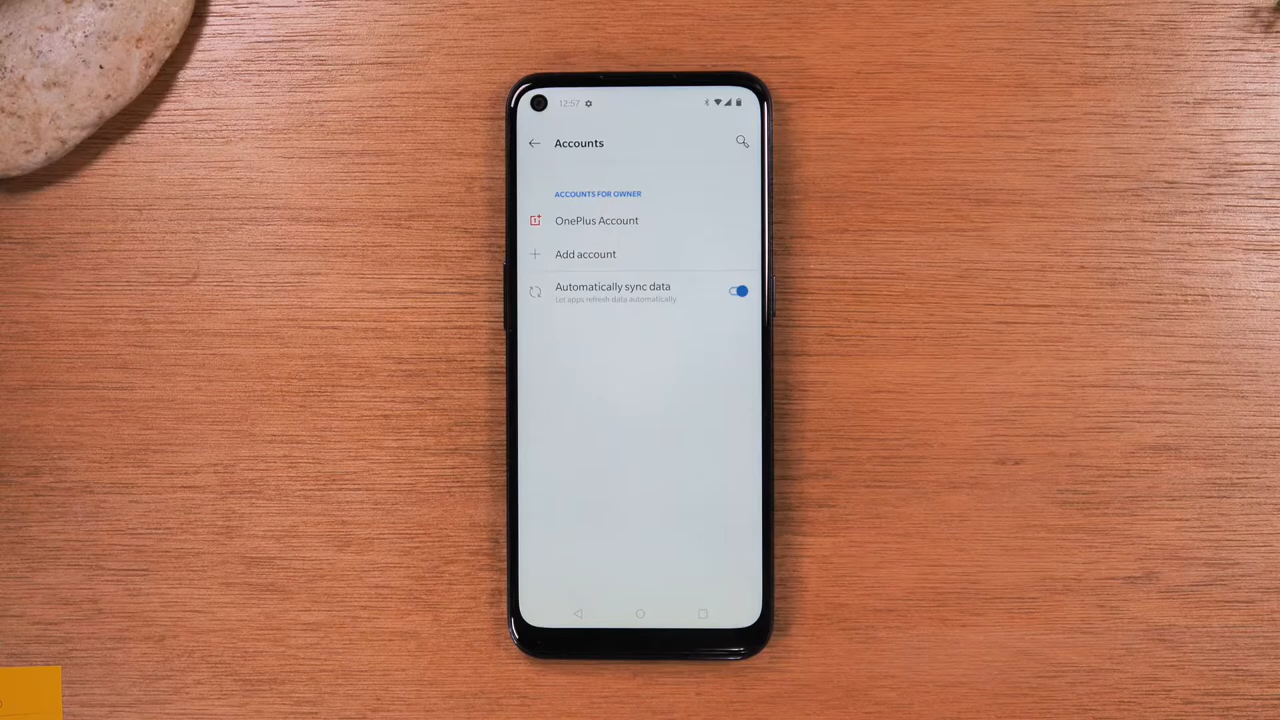 12:57
Accounts
ACCOUNTS FOR OWNER
OnePlus Account
Add account
Automatically sync data
Let apps refresh data automatically